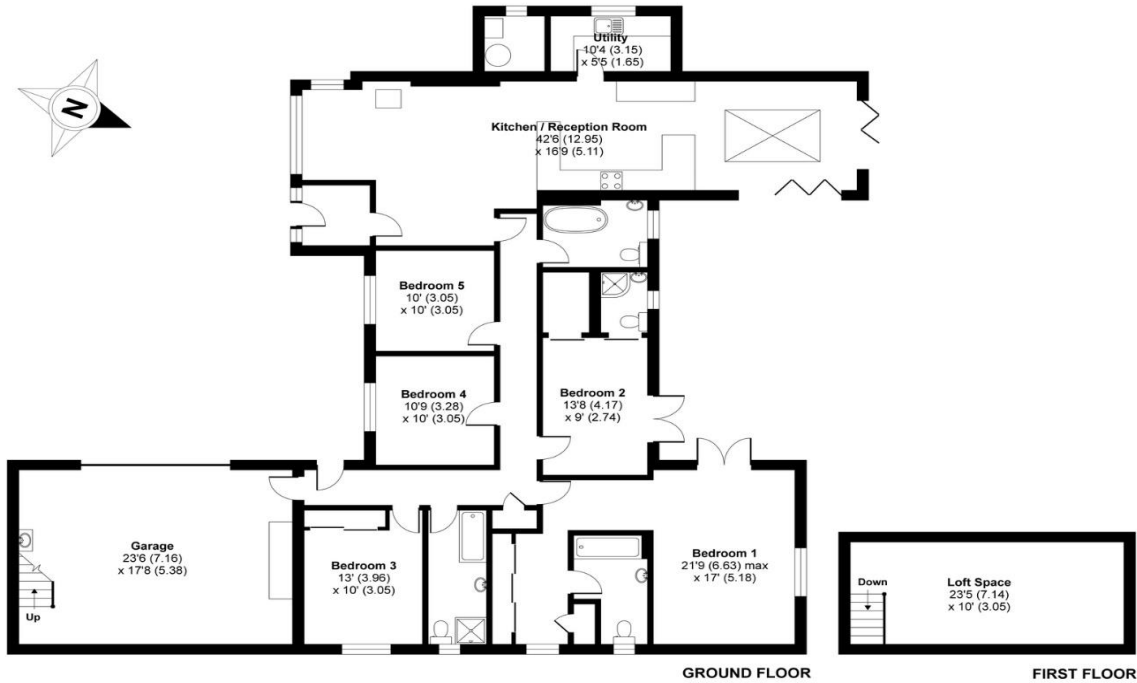 Utility
10'4 (3.15)
x 5'5 (1.65)
N
Kitchen / Reception Room
42'6 (12.95)
x 16'9 (5.11)
Bedroom 5
10' (3.05)
x 10' (3.05)
Bedroom 4
10'9 (3.28)
x 10' (3.05)
Bedroom 2
13'8 (4.17)
x 9' (2.74)
Garage
23'6 (7.16)
x 17'8 (5.38)
Up
Bedroom 3
13' (3.96)
x 10' (3.05)
Bedroom 1
21'9 (6.63) max
x 17' (5.18)
GROUND FLOOR
Down
Loft Space
23'5 (7.14)
x 10' (3.05)
FIRST FLOOR